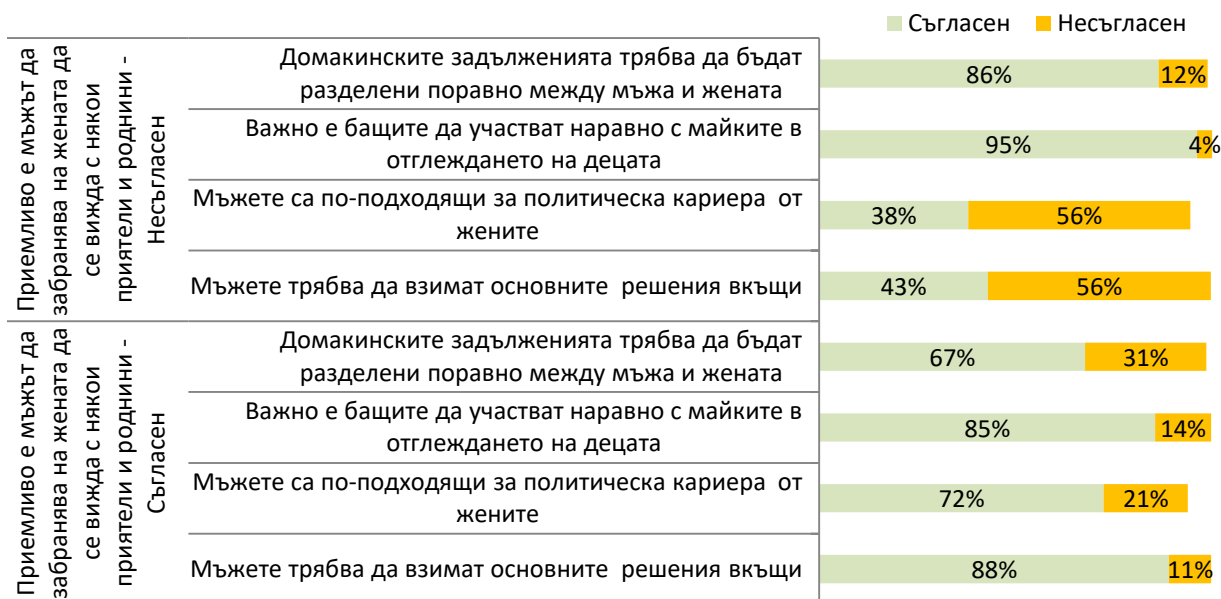 Съгласен Несъгласен
Приемливо е мъжът да
забранява на жената да
се вижда с някои
приятели и роднини -
Несъгласен
Домакинските задълженията трябва да бъдат
разделени поравно между мъжа и жената
86% 12%
Важно е бащите да участват наравно с майките в
отглеждането на децата
95% 4%
Мъжете са по-подходящи за политическа кариера от
жените
38% 56%
Мъжете трябва да взимат основните решения вкъщи
43% 56%
Приемливо е мъжът да
забранява на жената да
се вижда с някои
приятели и роднини -
Съгласен
Домакинските задълженията трябва да бъдат
разделени поравно между мъжа и жената
67% 31%
Важно е бащите да участват наравно с майките в
отглеждането на децата
85% 14%
Мъжете са по-подходящи за политическа кариера от
жените
72% 21%
Мъжете трябва да взимат основните решения вкъщи
88% 11%